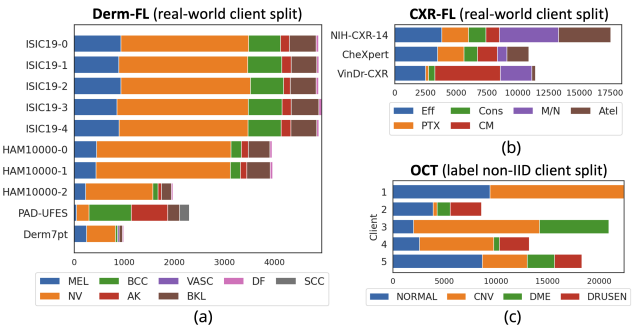 Derm-FL (real-world client split)
ISIC19-0
ISIC19-1
ISIC19-2
ISIC19-3
ISIC19-4
HAM10000-0
HAM10000-1
HAM10000-2
PAD-UFES
Derm7pt
0 1000 2000 3000 4000
MEL BCC VASC DF SCC
NV AK BKL
(a)
CXR-FL (real-world client split)
NIH-CXR-14
CheXpert
VinDr-CXR
0 2500 5000 7500 10000 12500 15000 17500
Eff Cons M/N Atel
PTX CM
(b)
OCT (label non-IID client split)
Client
1
2
3
4
5
0 5000 10000 15000 20000
NORMAL CNV DME DRUSEN
(c)